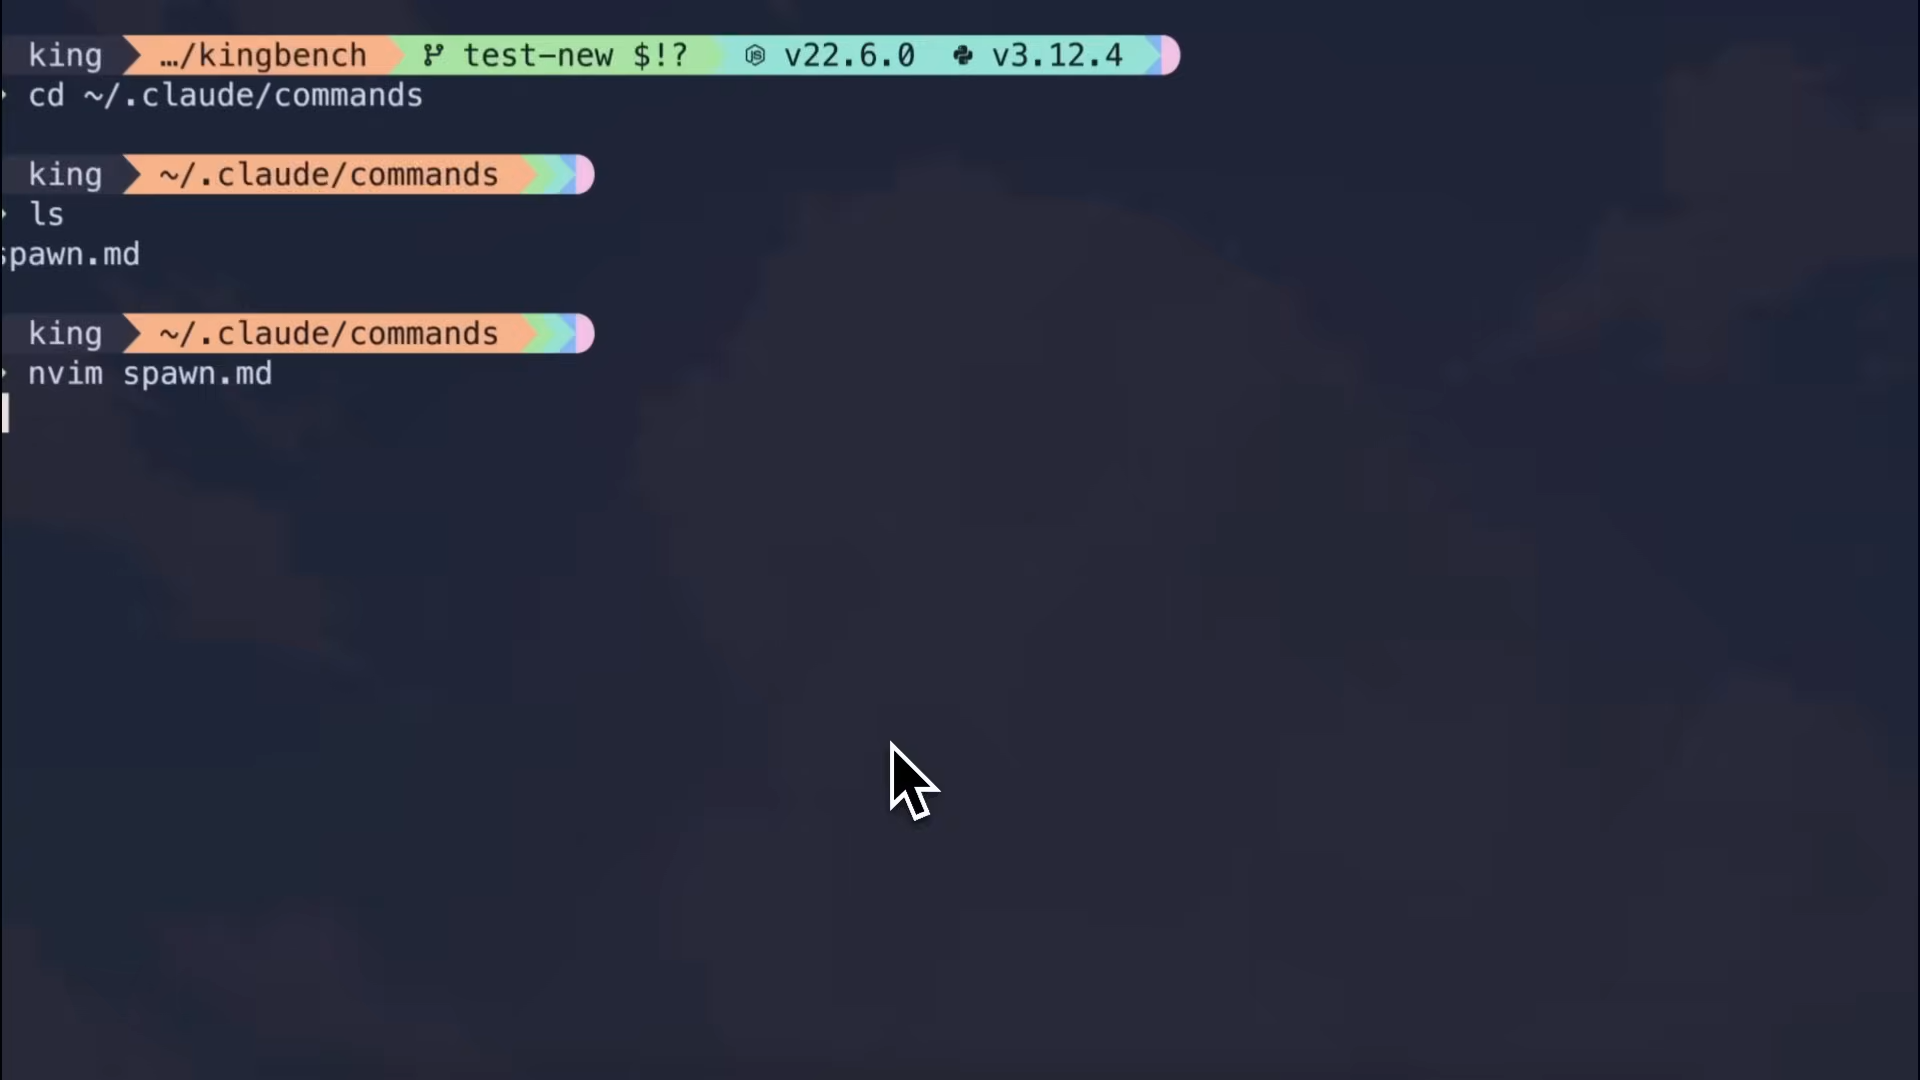 king …/kingbench test-new $!? v22.6.0 v3.12.4
cd ~/.claude/commands
king ~/.claude/commands
ls
spawn.md
king ~/.claude/commands
nvim spawn.md